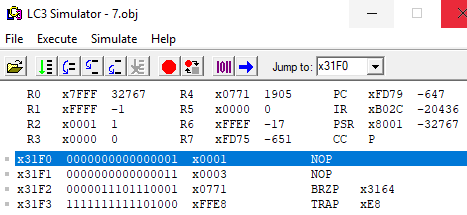 LC3 Simulator - 7.obj
File Execute Simulate Help
Jump to: x31F0
R0 x7FFF 32767 R4 x0771 1905 PC xFD79 -647
R1 xFFFF -1 R5 x0000 0 IR xB02C -20436
R2 x0001 1 R6 xFFEF -17 PSR x8001 -32767
R3 x0000 0 R7 xFD75 -651 CC P
x31F0 0000000000000001 x0001 NOP
x31F1 0000000000000011 x0003 NOP
x31F2 0000011101110001 x0771 BRZP x3164
x31F3 1111111111101000 xFFE8 TRAP xE8